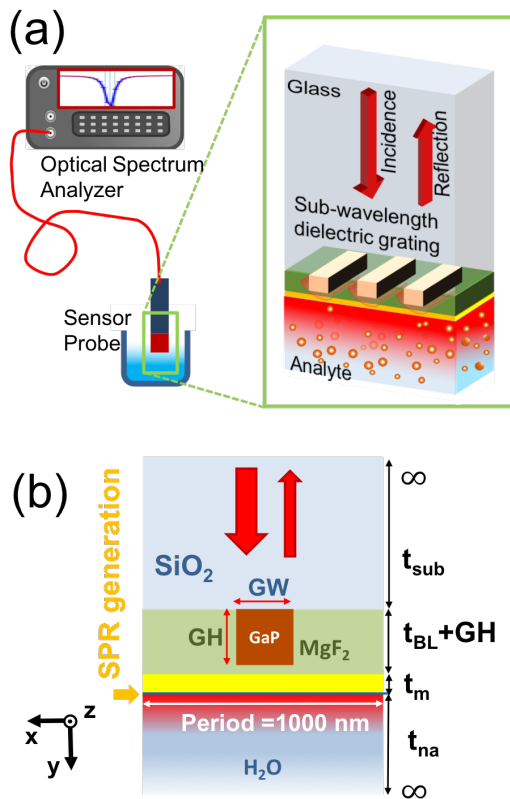 (a)
Optical Spectrum
Analyzer
Sensor
Probe
Glass
Incidence
Reflection
Sub-wavelength
dielectric grating
Analyte
(b)
SPR generation
∞
SiO2
tsub
GW
GH
GaP
MgF2
tBL+GH
tm
z
x
y
Period =1000 nm
tna
H2O
∞